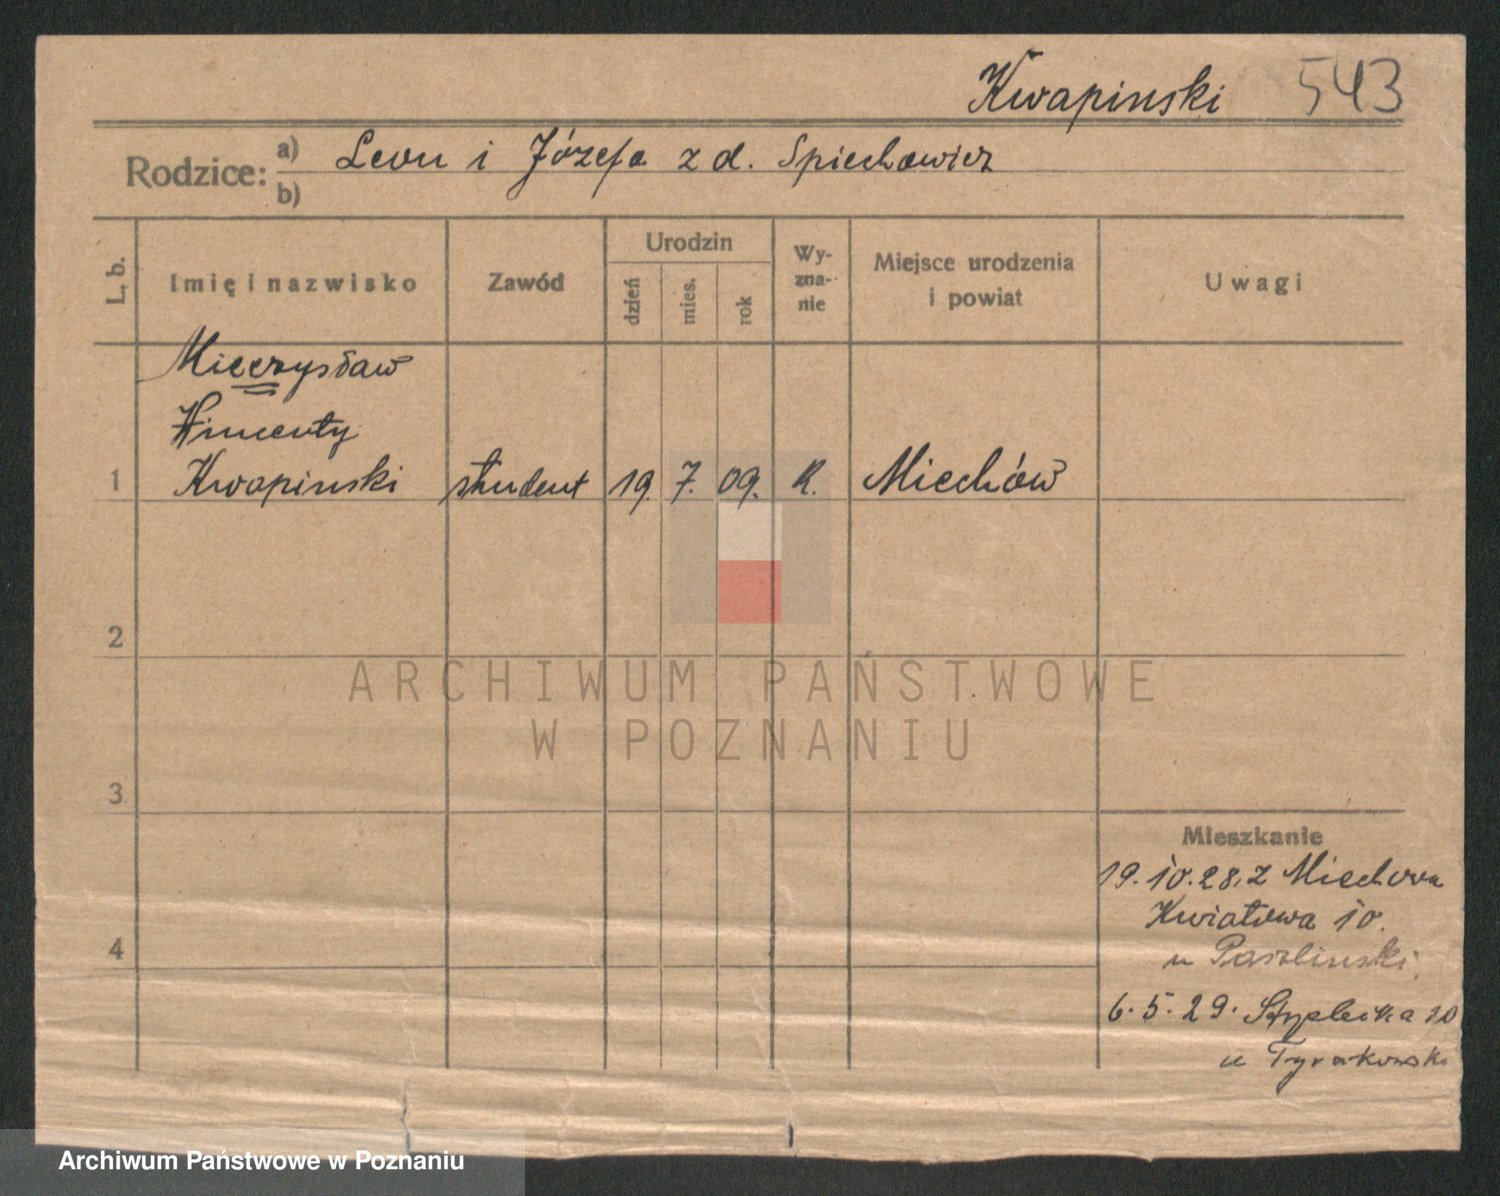 Kwapinski 543
Rodzice: a) Leon i Józefa z d. Spiechowicz
b)
L. b. Imię i nazwisko Zawód Urodzin dzień mies. rok Wy-zna-nie Miejsce urodzenia i powiat Uwagi
Mieczysław
Wincenty
1 Kwapinski student 19. 7. 09. R. Miechów
2
3
Mieszkanie
19.10.28. z Miechowa
Kwiatowa 10.
4
u
6.5.29.
u Tyrakowski
ARCHIWUM PAŃSTWOWE
W POZNANIU
Archiwum Państwowe w Poznaniu